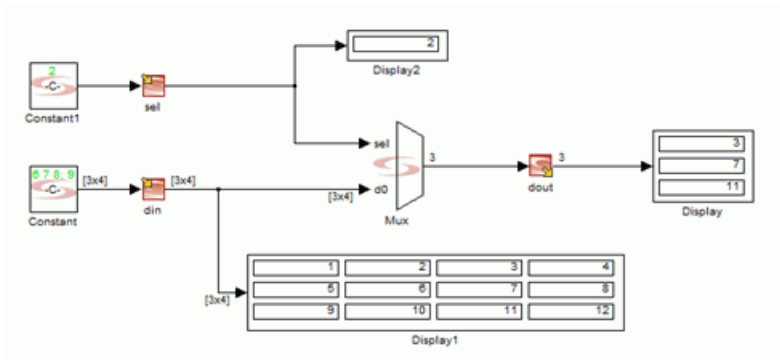 2
Display2
2
-C-
Constant1
sel
sel
3
3
3
7
11
Display
6 7 8; 9
-C-
Constant
[3x4]
din
[3x4]
[3x4]
d0
Mux
dout
[3x4]
1 2 3 4
5 6 7 8
9 10 11 12
Display1